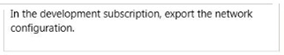 In the development subscription, export the network
configuration.